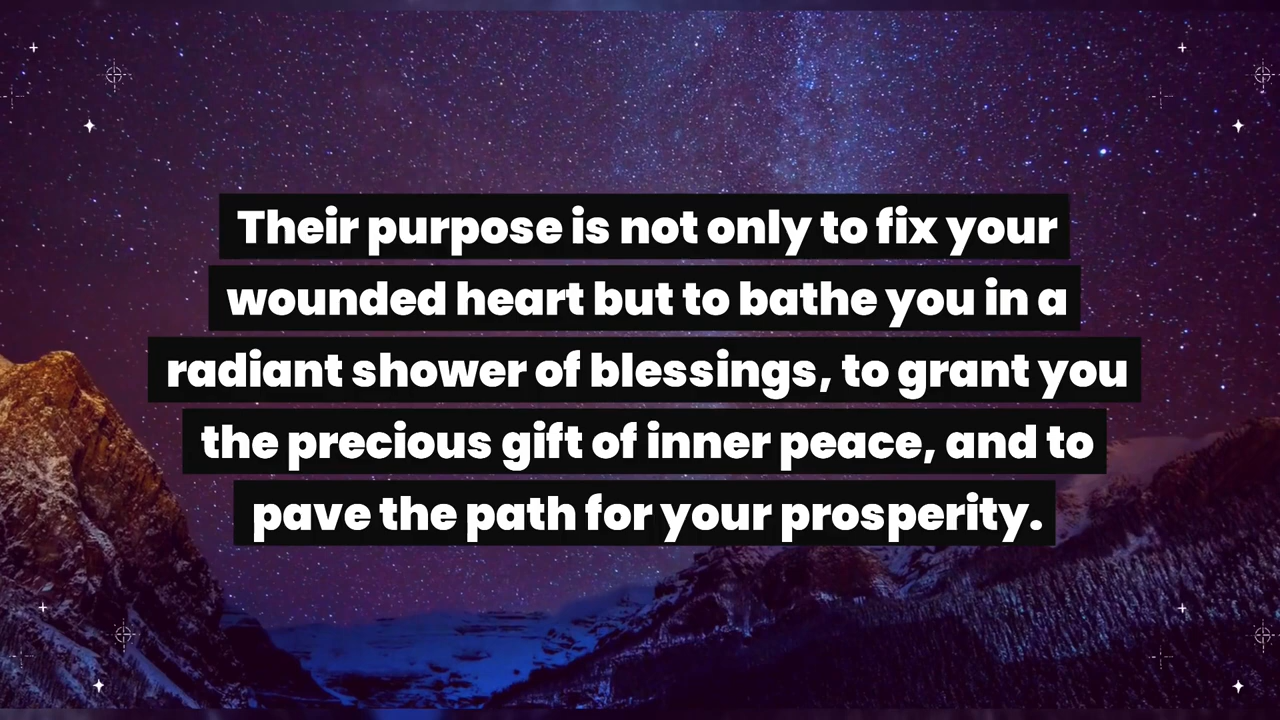 Their purpose is not only to fix your
wounded heart but to bathe you in a
radiant shower of blessings, to grant you
the precious gift of inner peace, and to
pave the path for your prosperity.